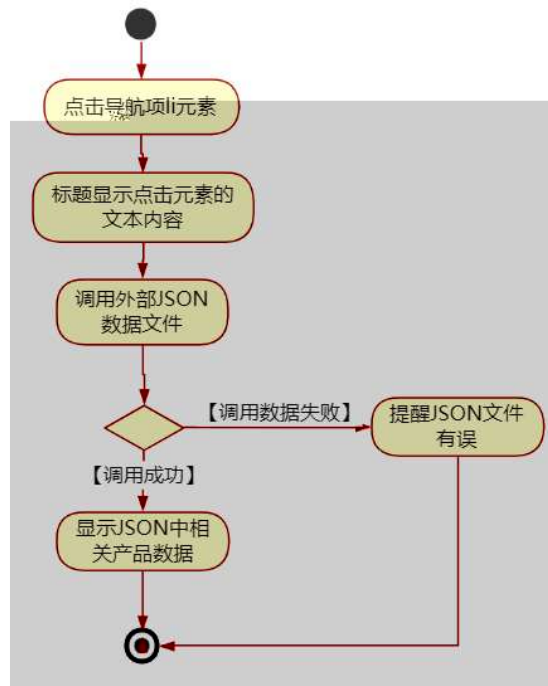 点击导航项li元素
标题显示点击元素的
文本内容
调用外部JSON
数据文件
【调用数据失败】
提醒JSON文件
有误
【调用成功】
显示JSON中相
关产品数据